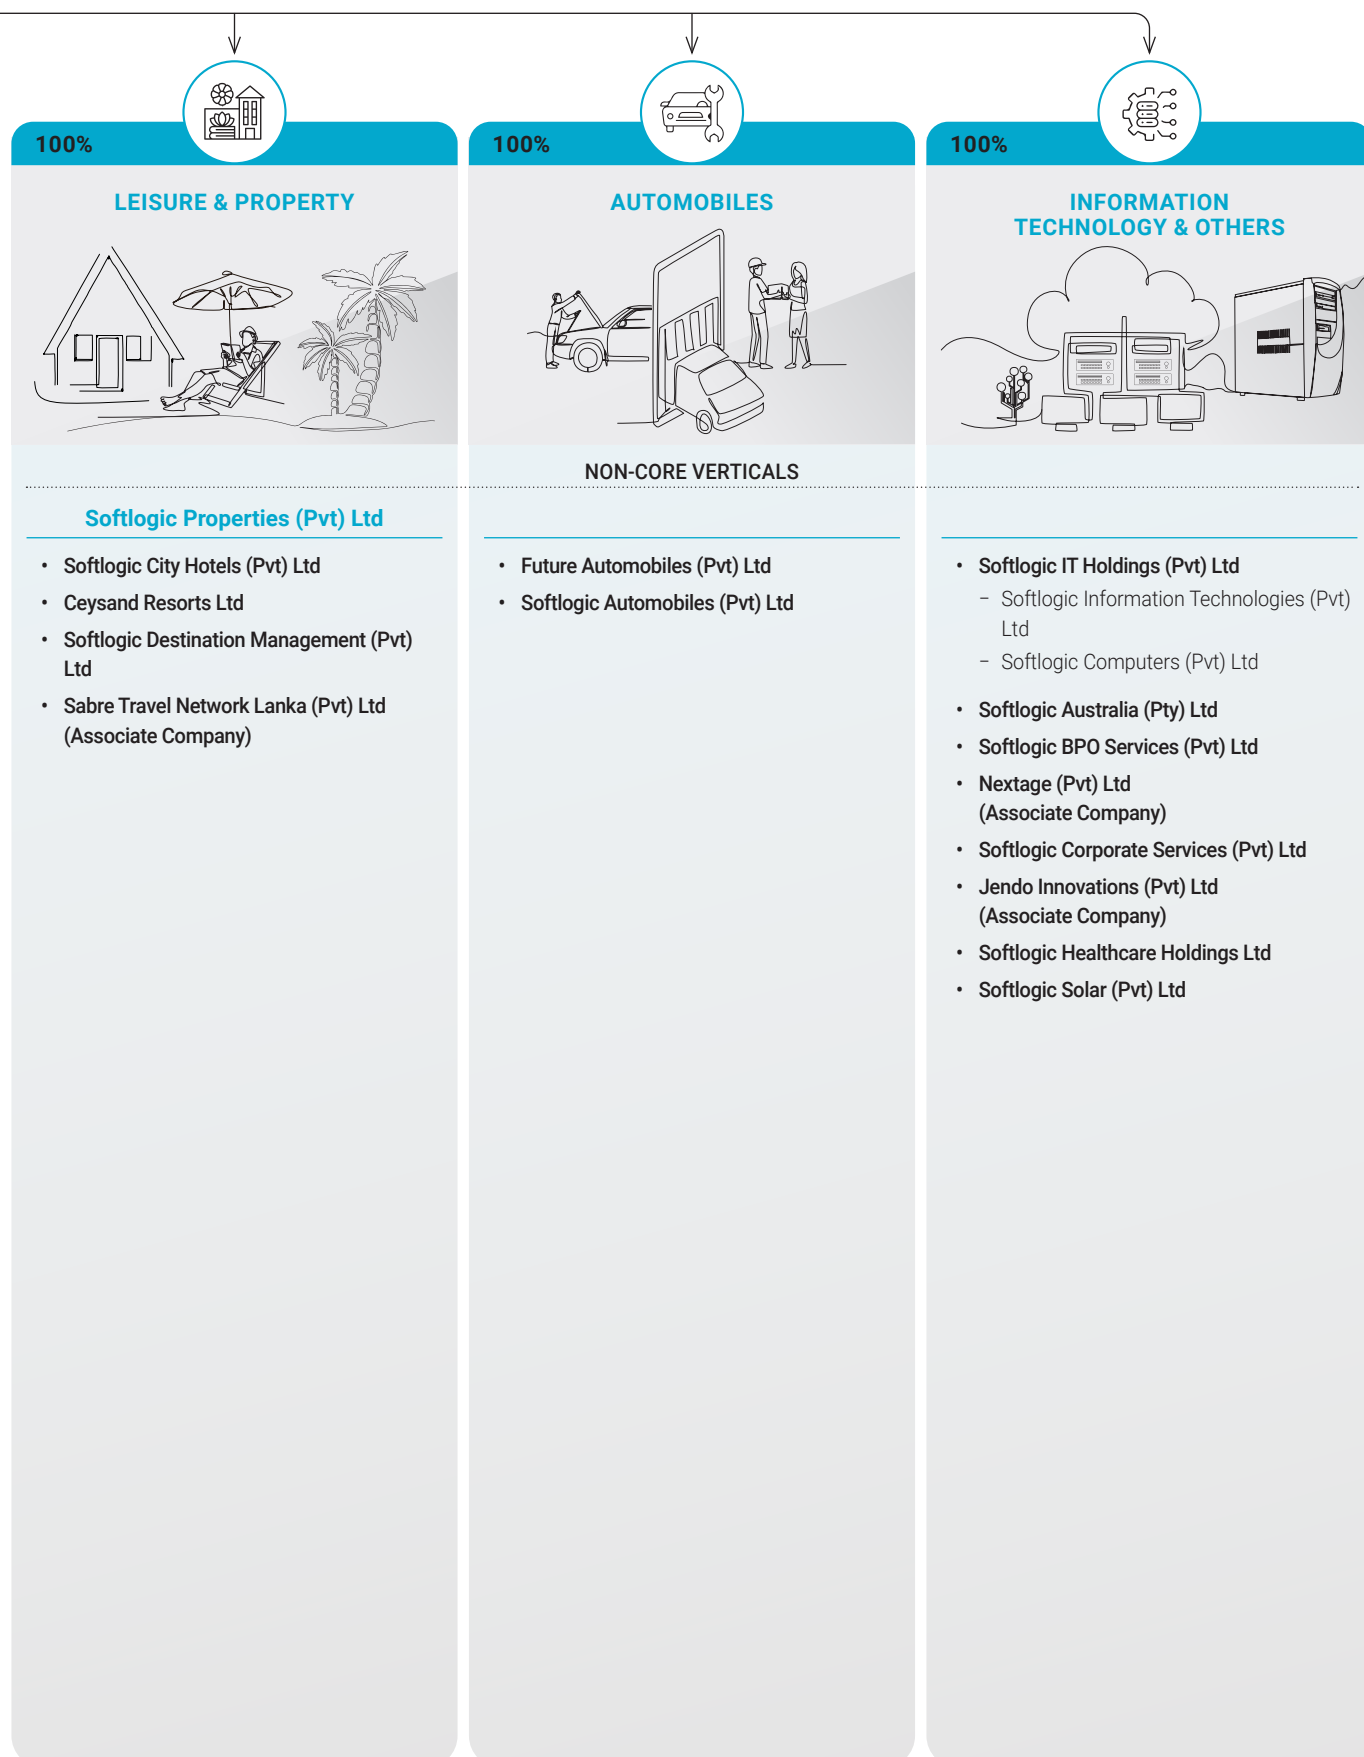 100%
LEISURE & PROPERTY
100%
AUTOMOBILES
100%
INFORMATION
TECHNOLOGY & OTHERS
NON-CORE VERTICALS
Softlogic Properties (Pvt) Ltd
• Softlogic City Hotels (Pvt) Ltd
• Ceysand Resorts Ltd
• Softlogic Destination Management (Pvt)
Ltd
• Sabre Travel Network Lanka (Pvt) Ltd
(Associate Company)
• Future Automobiles (Pvt) Ltd
• Softlogic Automobiles (Pvt) Ltd
• Softlogic IT Holdings (Pvt) Ltd
– Softlogic Information Technologies (Pvt)
Ltd
– Softlogic Computers (Pvt) Ltd
• Softlogic Australia (Pty) Ltd
• Softlogic BPO Services (Pvt) Ltd
• Nextage (Pvt) Ltd
(Associate Company)
• Softlogic Corporate Services (Pvt) Ltd
• Jendo Innovations (Pvt) Ltd
(Associate Company)
• Softlogic Healthcare Holdings Ltd
• Softlogic Solar (Pvt) Ltd